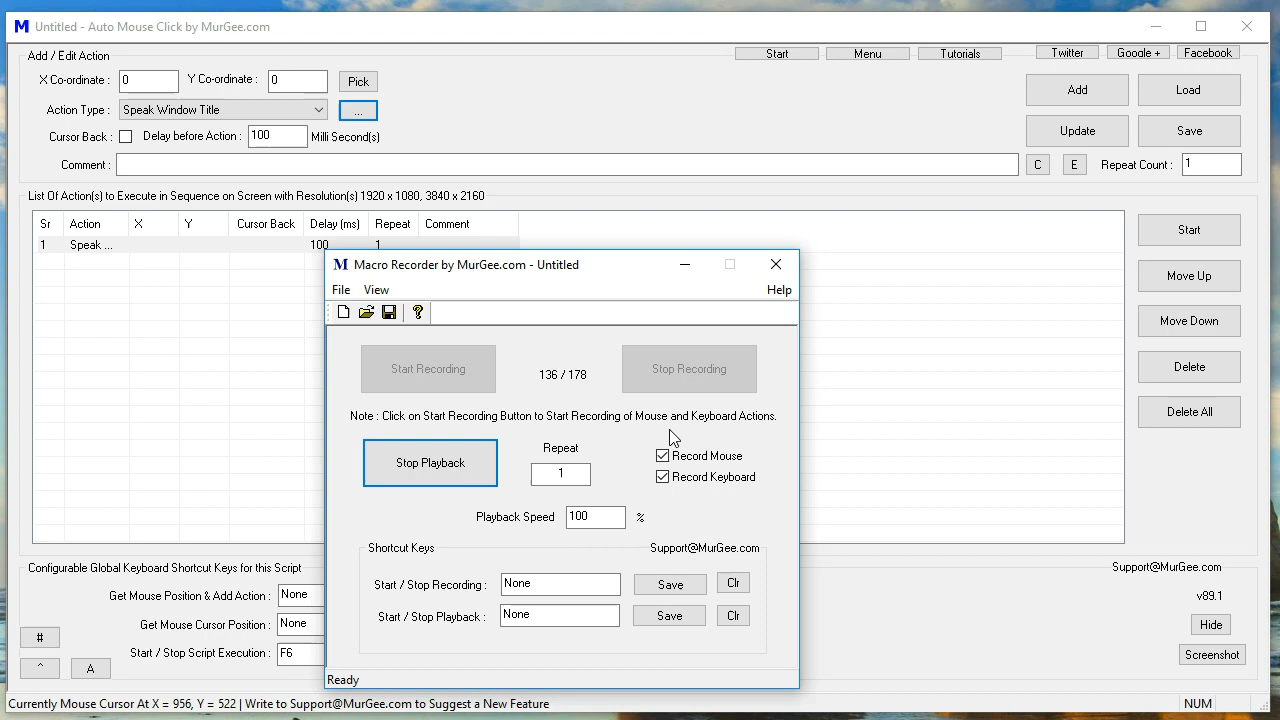 M Untitled - Auto Mouse Click by MurGee.com
Add / Edit Action
Start Menu Tutorials Twitter Google + Facebook
X Co-ordinate : 0 Y Co-ordinate : 0 Pick
Add Load
Action Type : Speak Window Title ...
Cursor Back : Delay before Action : 100 Milli Second(s)
Update Save
Comment :
C E Repeat Count : 1
List Of Action(s) to Execute in Sequence on Screen with Resolution(s) 1920 x 1080, 3840 x 2160
Sr Action X Y Cursor Back Delay (ms) Repeat Comment
1 Speak ... 100 1
Start
Move Up
Move Down
Delete
Delete All
M Macro Recorder by MurGee.com - Untitled
File View Help
?
Start Recording 136 / 178 Stop Recording
Note : Click on Start Recording Button to Start Recording of Mouse and Keyboard Actions.
Stop Playback
Repeat
1
Record Mouse
Record Keyboard
Playback Speed 100 %
Shortcut Keys Support@MurGee.com
Start / Stop Recording : None Save Clr
Start / Stop Playback : None Save Clr
Ready
Configurable Global Keyboard Shortcut Keys for this Script
Support@MurGee.com
Get Mouse Position & Add Action : None
v89.1
Get Mouse Cursor Position : None
Hide
#
Start / Stop Script Execution : F6
Screenshot
^ A
Currently Mouse Cursor At X = 956, Y = 522 | Write to Support@MurGee.com to Suggest a New Feature
NUM